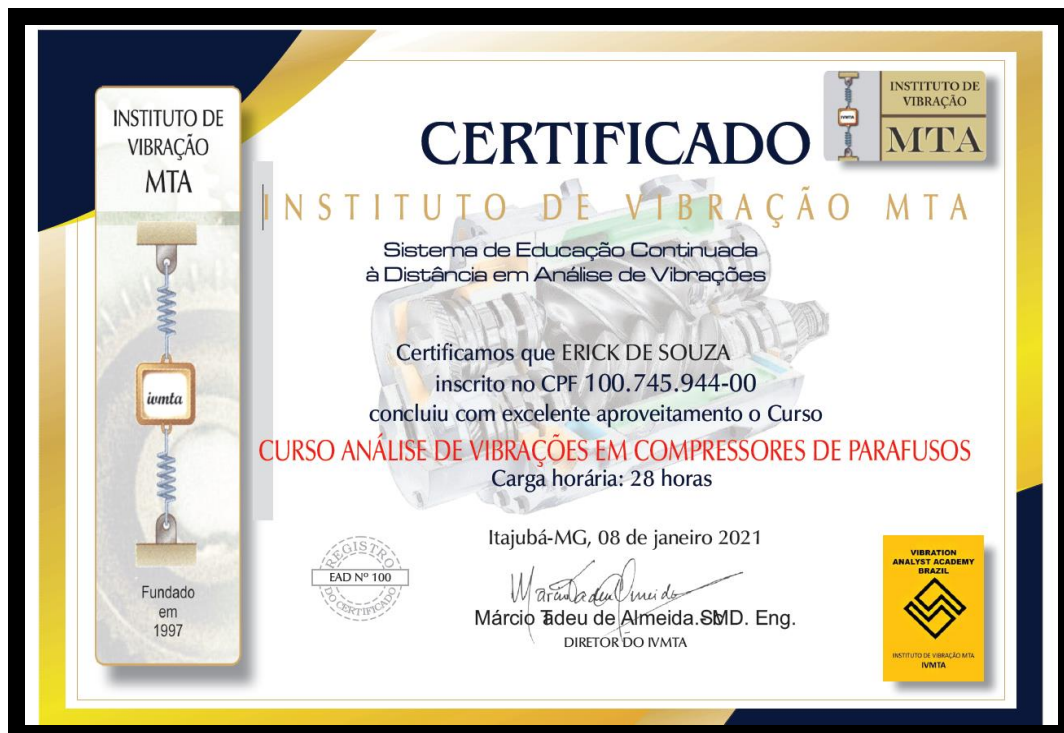 INSTITUTO DE
VIBRAÇÃO
MTA
ivmta
Fundado
em
1997
INSTITUTO DE
VIBRAÇÃO
MTA
IVMTA
CERTIFICADO
INSTITUTO DE VIBRAÇÃO MTA
Sistema de Educação Continuada
à Distância em Análise de Vibrações
Certificamos que ERICK DE SOUZA
inscrito no CPF 100.745.944-00
concluiu com excelente aproveitamento o Curso
CURSO ANÁLISE DE VIBRAÇÕES EM COMPRESSORES DE PARAFUSOS
Carga horária: 28 horas
Itajubá-MG, 08 de janeiro 2021
REGISTRO
EAD Nº 100
DO CERTIFICADO
Márcio Tadeu de Almeida. D. Eng.
DIRETOR DO IVMTA
VIBRATION
ANALYST ACADEMY
BRAZIL
INSTITUTO DE VIBRAÇÃO MTA
IVMTA